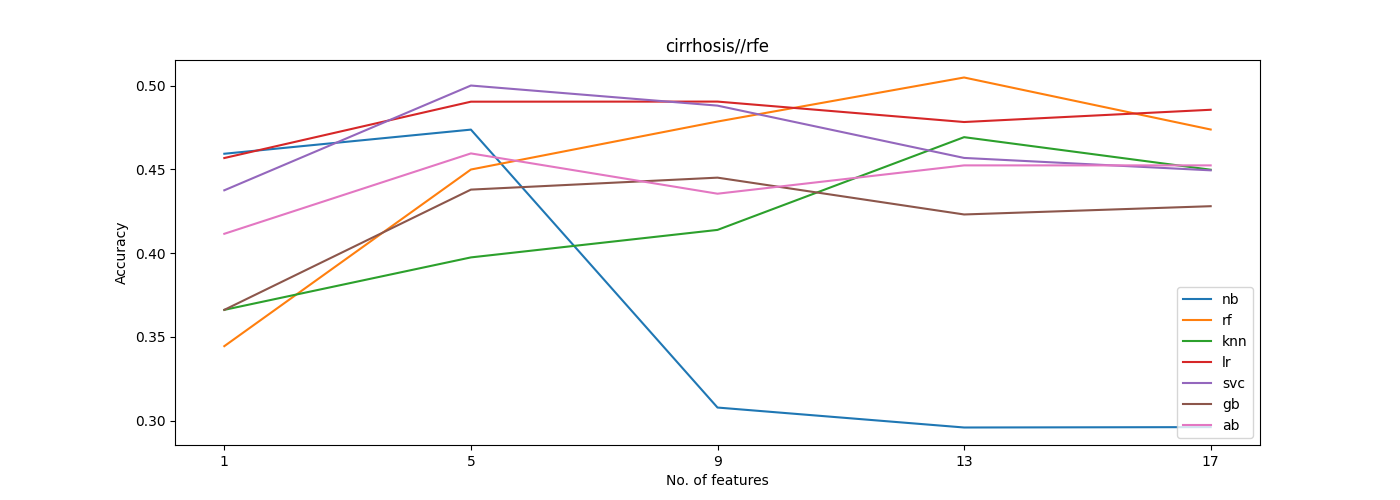 cirrhosis//rfe
Accuracy
0.50
0.45
0.40
0.35
0.30
1 5 9 13 17
No. of features
nb
rf
knn
lr
svc
gb
ab